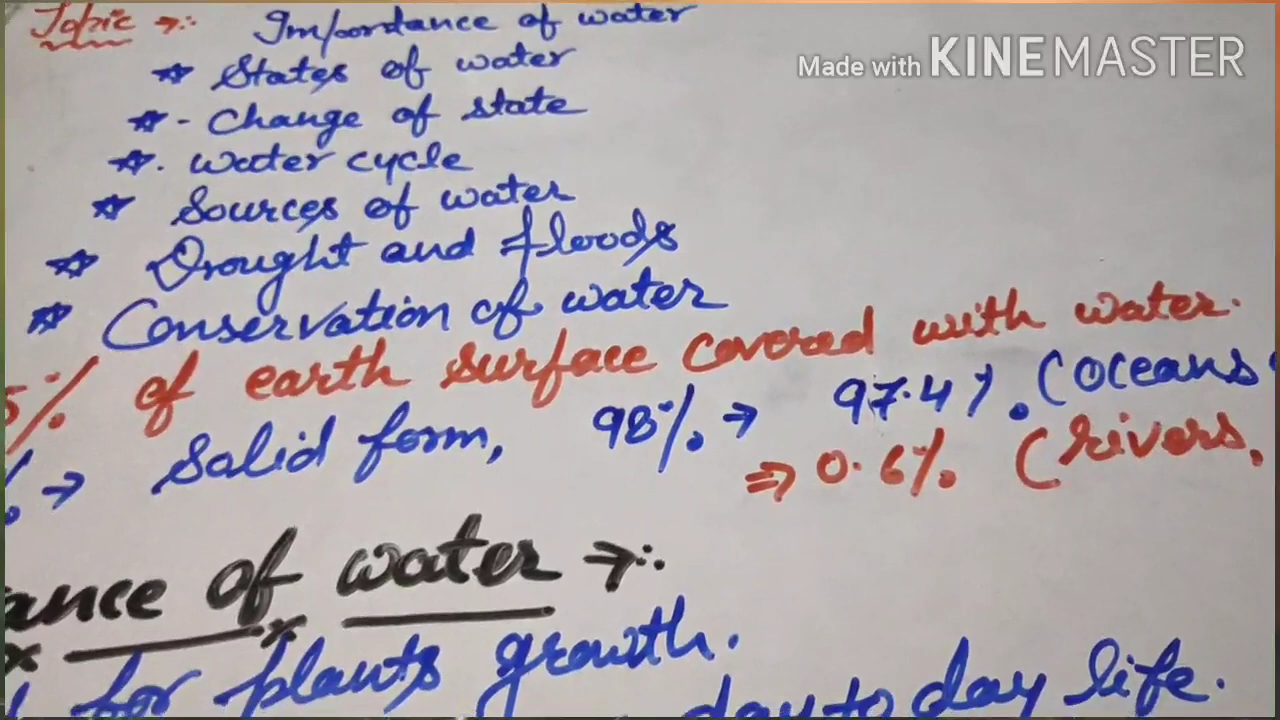 Topic →:- Importance of water
Made with KINEMASTER
☆ States of water
☆ - Change of state
☆. Water cycle
☆ Sources of water
☆ Drought and floods
☆ Conservation of water
5% of earth surface covered with water.
% → Solid form, 98% → 97.4%. (oceans
⇒ 0.6% (rivers,
ance of water →:-
for plants growth.
day to day life.